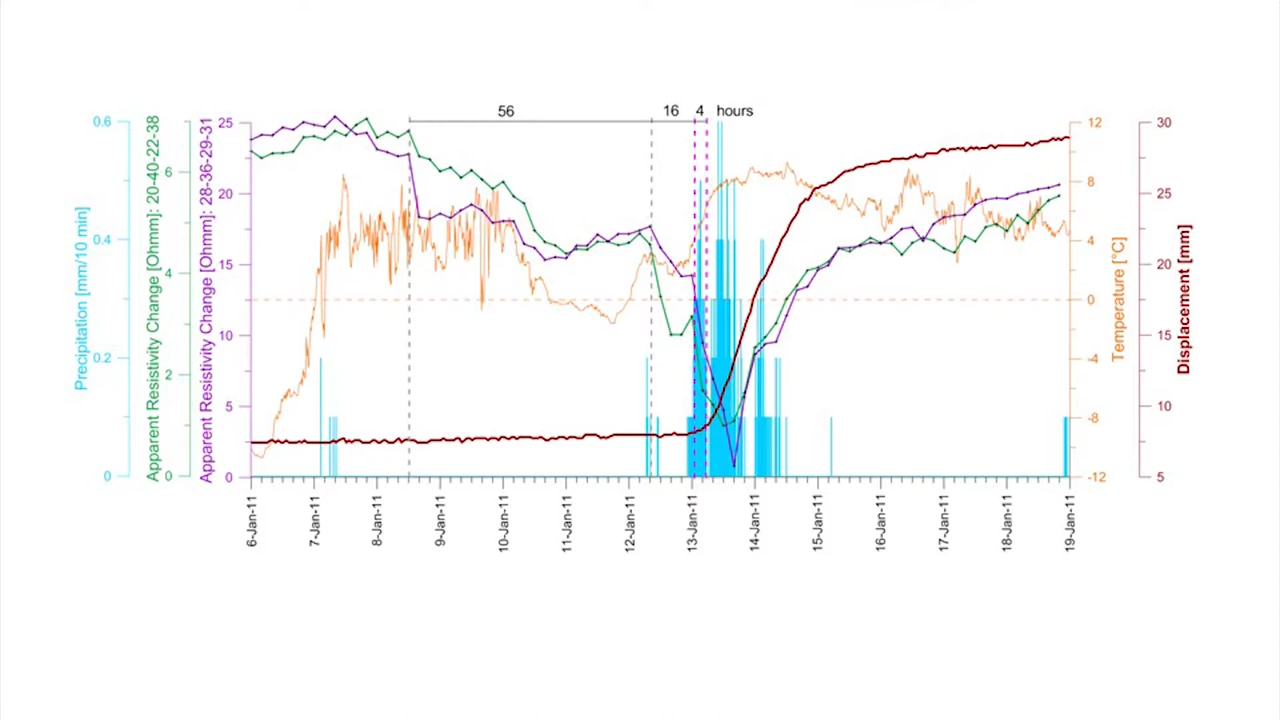 56 16 4 hours
Precipitation [mm/10 min]
0.6
0.4
0.2
0
Apparent Resistivity Change [Ohmm]: 20-40-22-38
6
4
2
0
Apparent Resistivity Change [Ohmm]: 28-36-29-31
25
20
15
10
5
0
12
8
4
0
-4
-8
-12
Temperature [°C]
30
25
20
15
10
5
Displacement [mm]
6-Jan-11
7-Jan-11
8-Jan-11
9-Jan-11
10-Jan-11
11-Jan-11
12-Jan-11
13-Jan-11
14-Jan-11
15-Jan-11
16-Jan-11
17-Jan-11
18-Jan-11
19-Jan-11